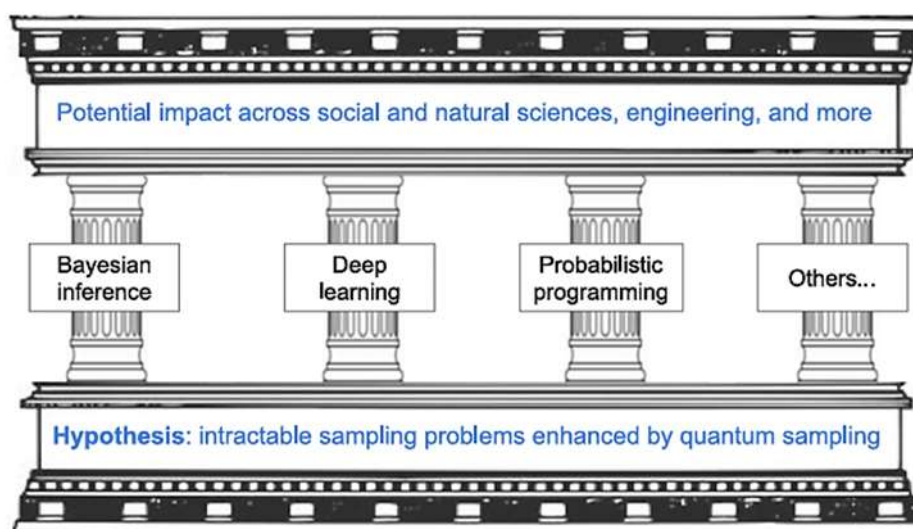 Potential impact across social and natural sciences, engineering, and more
Bayesian
inference
Deep
learning
Probabilistic
programming
Others...
Hypothesis: intractable sampling problems enhanced by quantum sampling